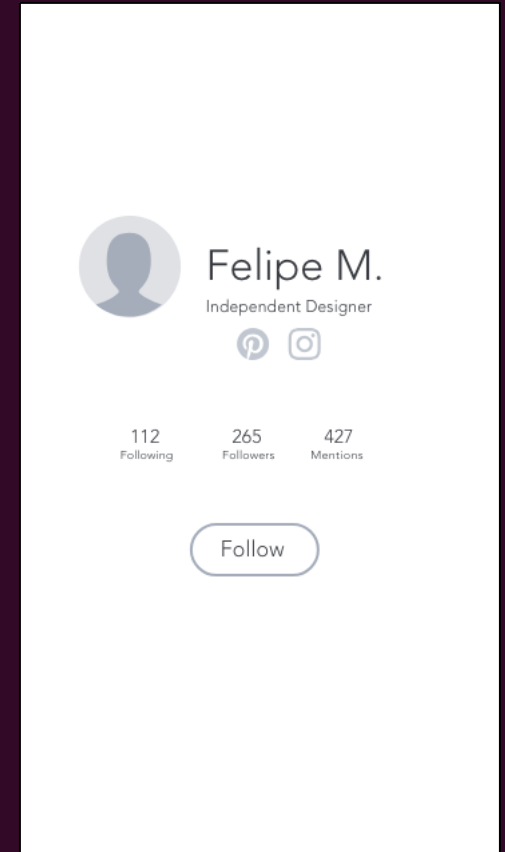 Felipe M.
Independent Designer
112 265 427
Following Followers Mentions
Follow